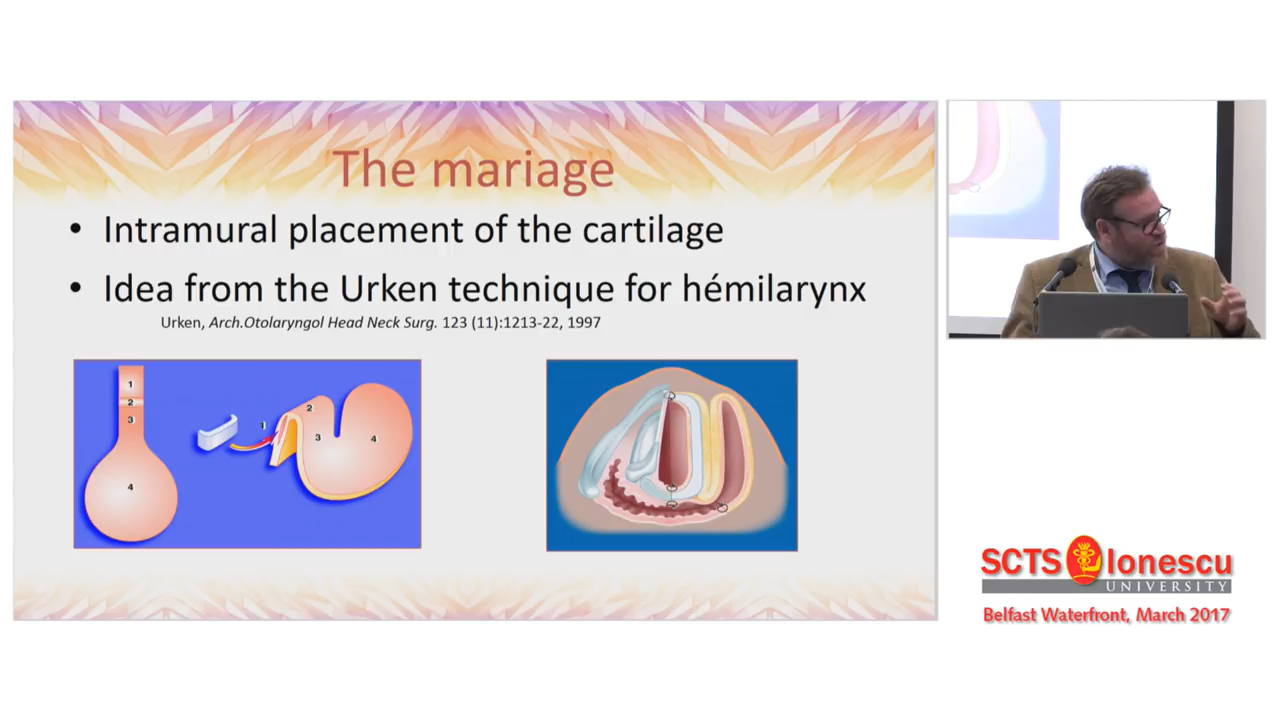 The mariage
• Intramural placement of the cartilage
• Idea from the Urken technique for hémilarynx
Urken, Arch.Otolaryngol Head Neck Surg. 123 (11):1213-22, 1997
1
2
3
4
1
2
3
4
SCTS Ionescu
UNIVERSITY
Belfast Waterfront, March 2017